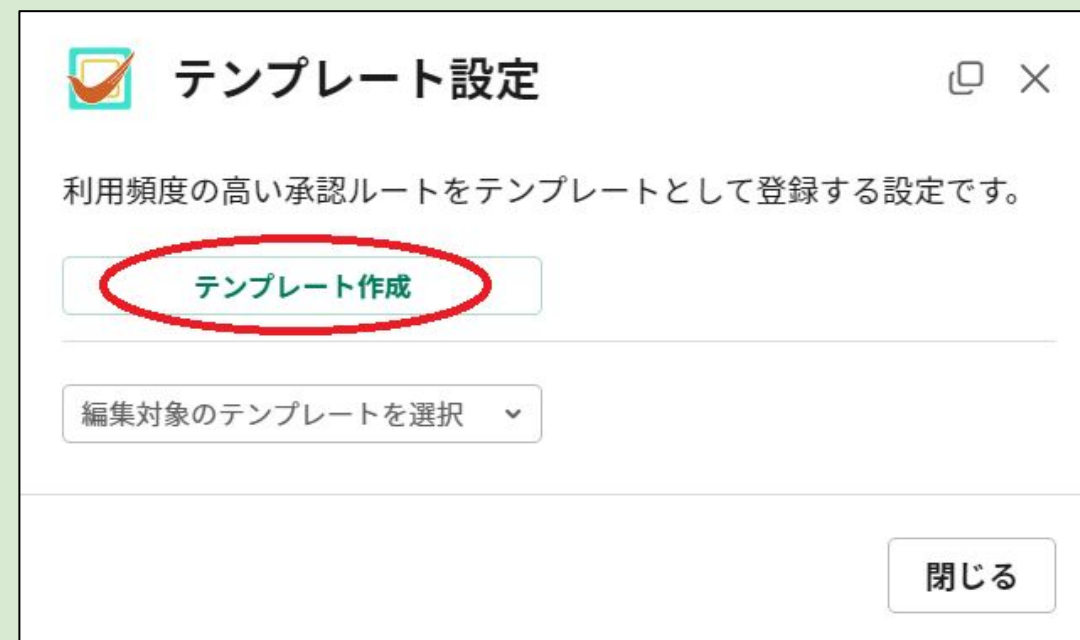 テンプレート設定
利用頻度の高い承認ルートをテンプレートとして登録する設定です。
テンプレート作成
編集対象のテンプレートを選択
閉じる